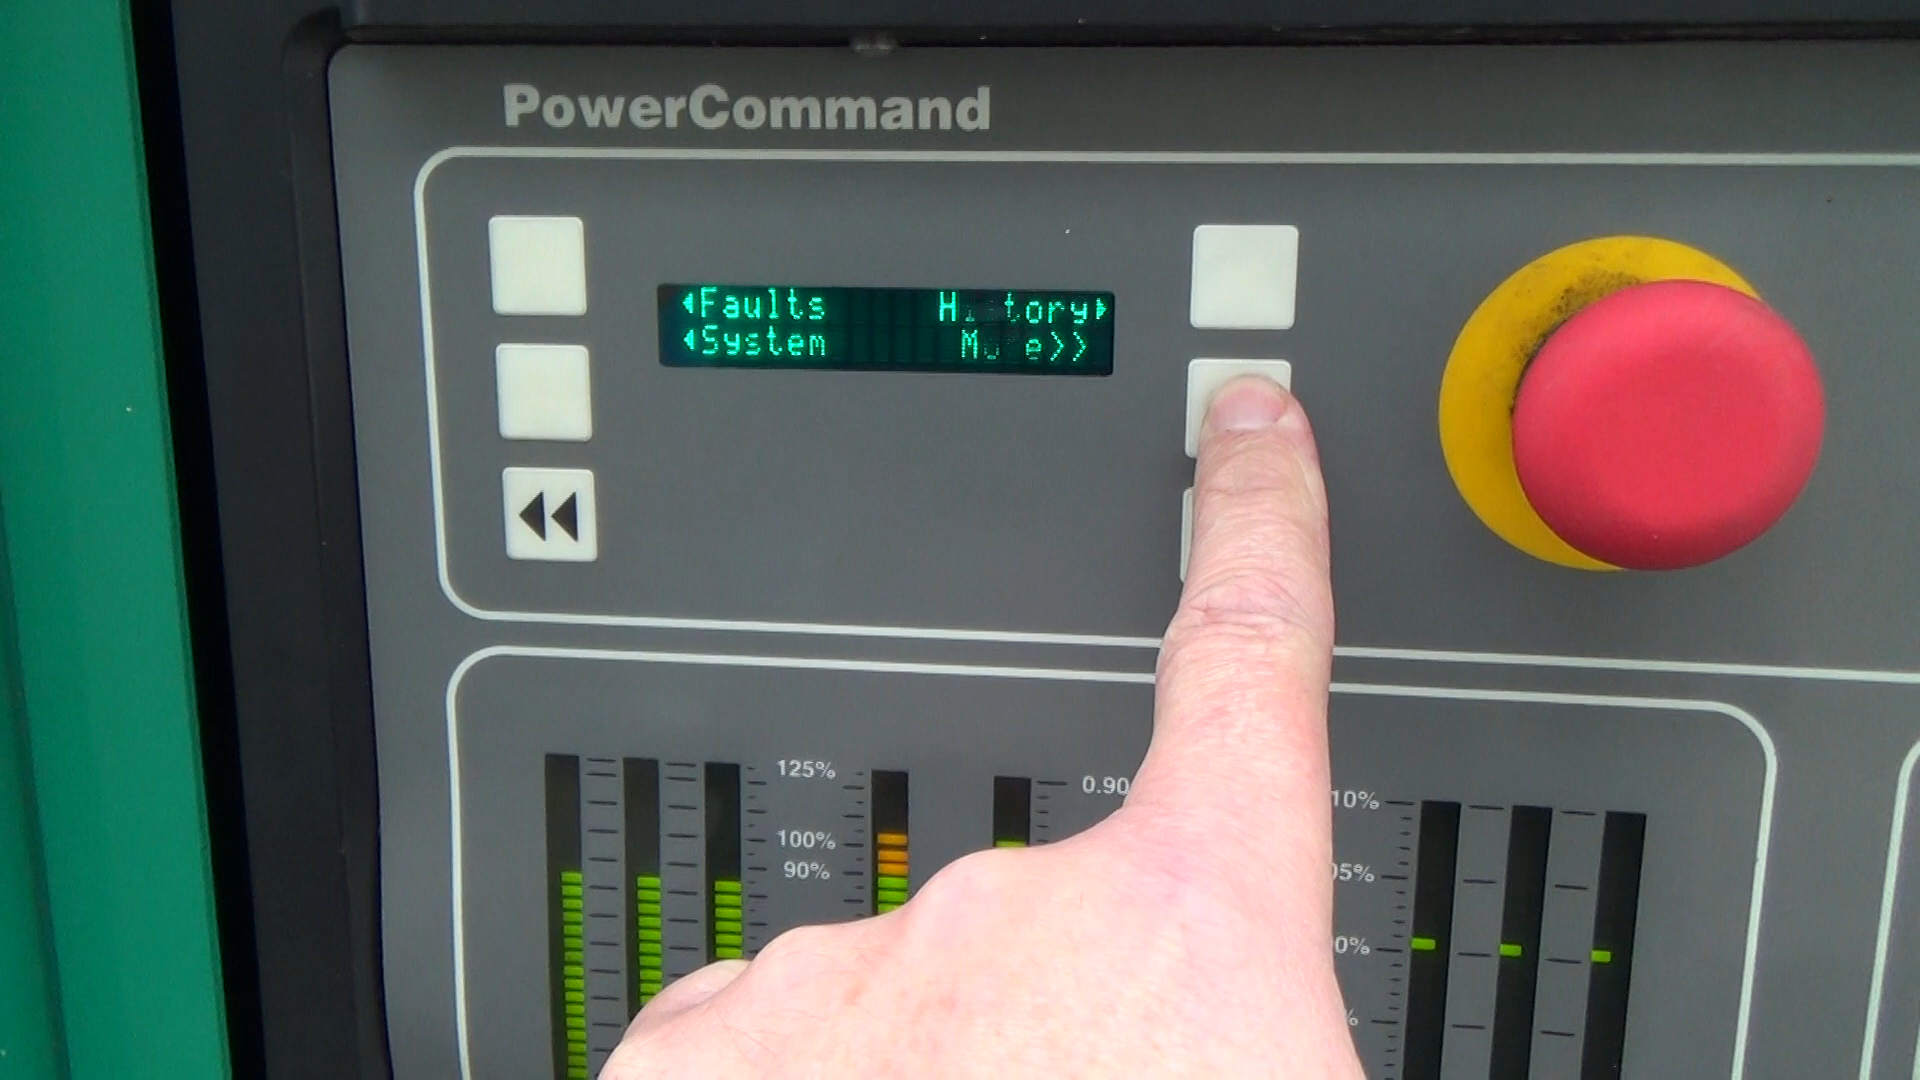 PowerCommand
Faults History
System More>>
125%
100%
90%
0.90
10%
05%
0%
%